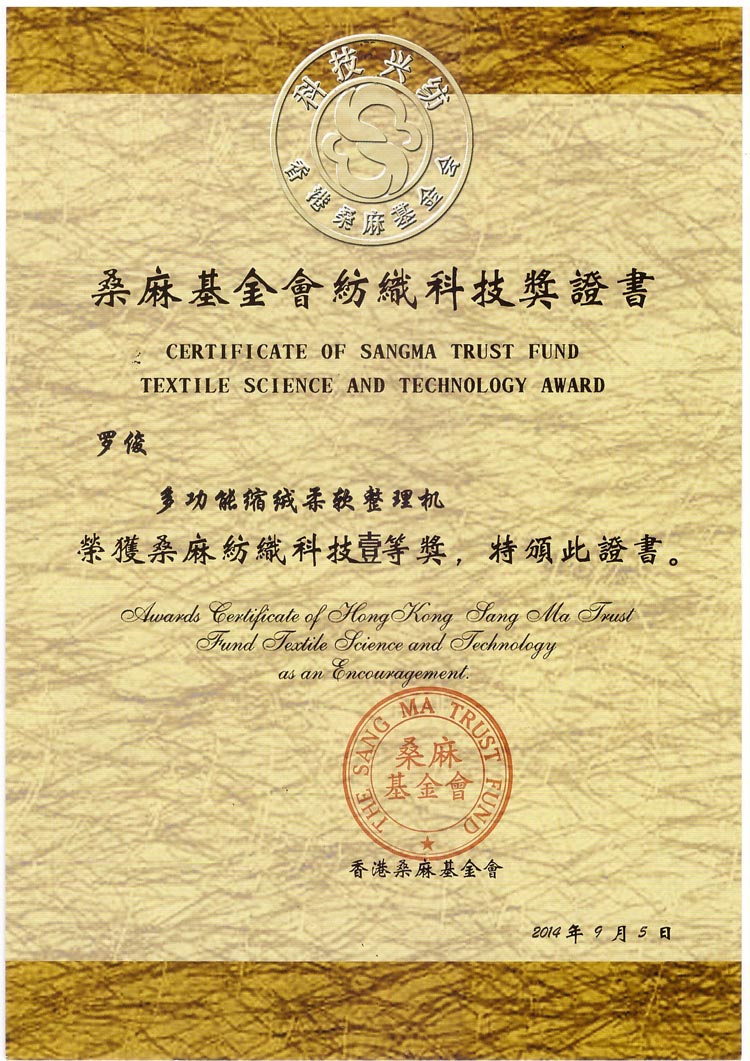 科技兴纺
香港桑麻基金会
桑麻基金會紡織科技獎證書
CERTIFICATE OF SANGMA TRUST FUND
TEXTILE SCIENCE AND TECHNOLOGY AWARD
罗俊
多功能缩绒柔软整理机
榮獲桑麻紡織科技壹等獎，特頒此證書。
Awards Certificate of Hong Kong Sang Ma Trust
Fund Textile Science and Technology
as an Encouragement.
THE SANG MA TRUST FUND
桑麻
基金會
香港桑麻基金會
2014年9月5日